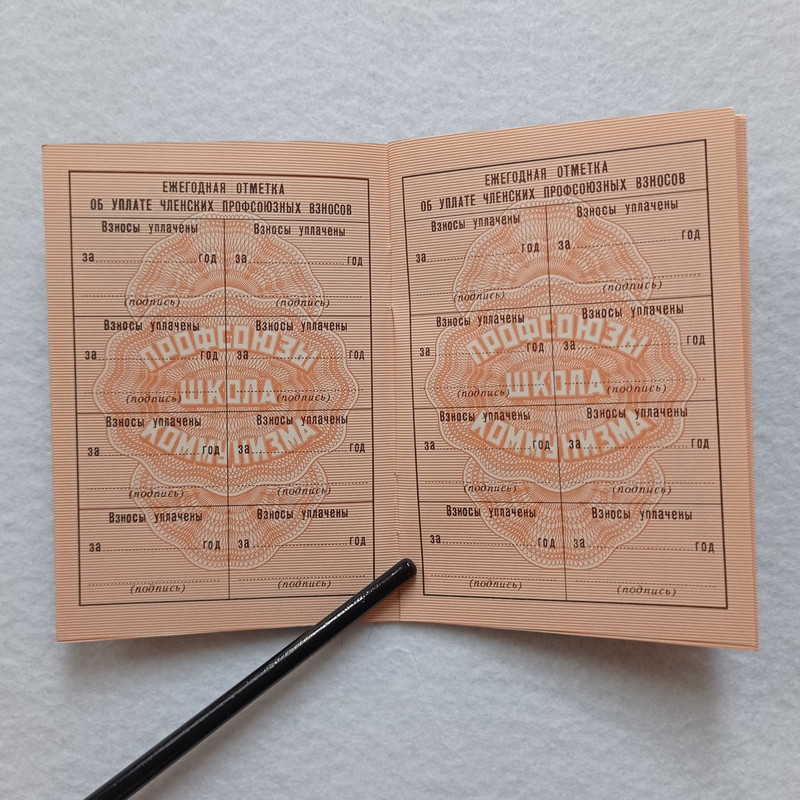 ЕЖЕГОДНАЯ ОТМЕТКА
ОБ УПЛАТЕ ЧЛЕНСКИХ ПРОФСОЮЗНЫХ ВЗНОСОВ
Взносы уплачены Взносы уплачены
за год за год
(подпись) (подпись)
Взносы уплачены Взносы уплачены
за год за год
(подпись) (подпись)
Взносы уплачены Взносы уплачены
за год за год
(подпись) (подпись)
Взносы уплачены Взносы уплачены
за год за год
(подпись) (подпись)
ПРОФСОЮЗЫ
ШКОЛА
КОММУНИЗМА
ЕЖЕГОДНАЯ ОТМЕТКА
ОБ УПЛАТЕ ЧЛЕНСКИХ ПРОФСОЮЗНЫХ ВЗНОСОВ
Взносы уплачены Взносы уплачены
за год за год
(подпись) (подпись)
Взносы уплачены Взносы уплачены
за год за год
(подпись) (подпись)
Взносы уплачены Взносы уплачены
за год за год
(подпись) (подпись)
Взносы уплачены Взносы уплачены
за год за год
(подпись) (подпись)
ПРОФСОЮЗЫ
ШКОЛА
КОММУНИЗМА